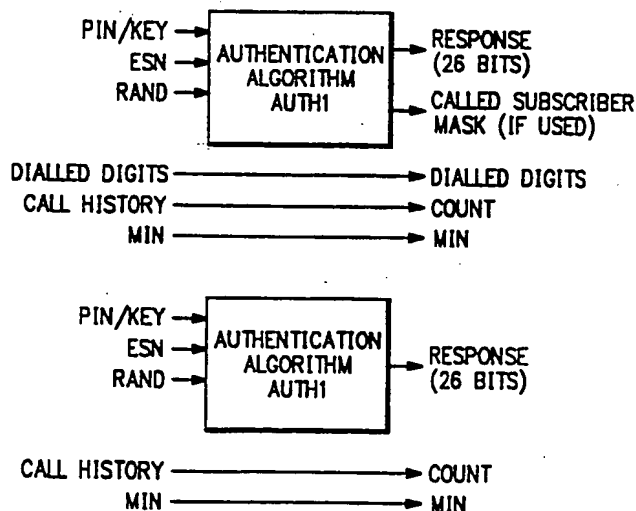 PIN/KEY
ESN
RAND
AUTHENTICATION
ALGORITHM
AUTH1
RESPONSE
(26 BITS)
CALLED SUBSCRIBER
MASK (IF USED)
DIALLED DIGITS
DIALLED DIGITS
CALL HISTORY
COUNT
MIN
MIN
PIN/KEY
ESN
RAND
AUTHENTICATION
ALGORITHM
AUTH1
RESPONSE
(26 BITS)
CALL HISTORY
COUNT
MIN
MIN